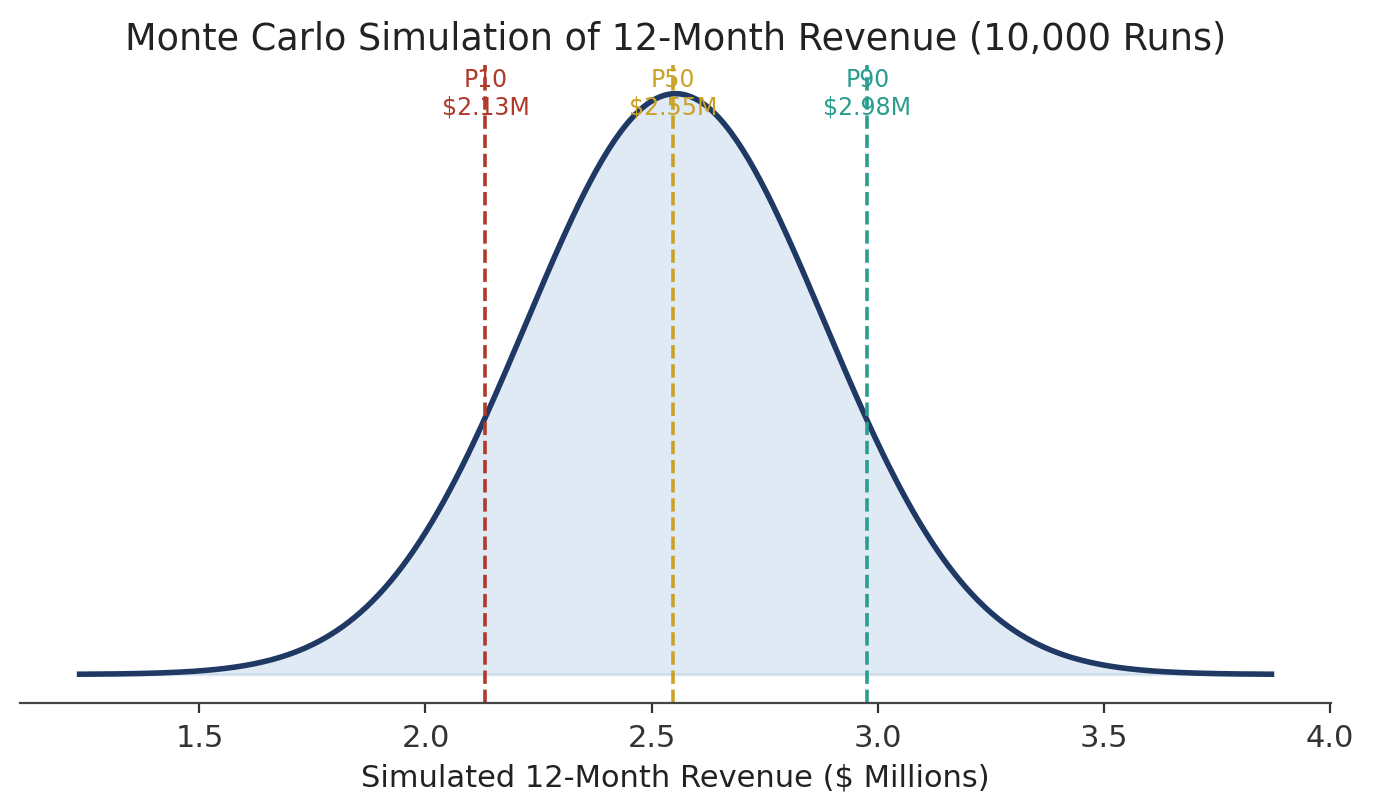 Monte Carlo Simulation of 12-Month Revenue (10,000 Runs)
P10
$2.13M
P50
$2.55M
P90
$2.98M
1.5 2.0 2.5 3.0 3.5 4.0
Simulated 12-Month Revenue ($ Millions)